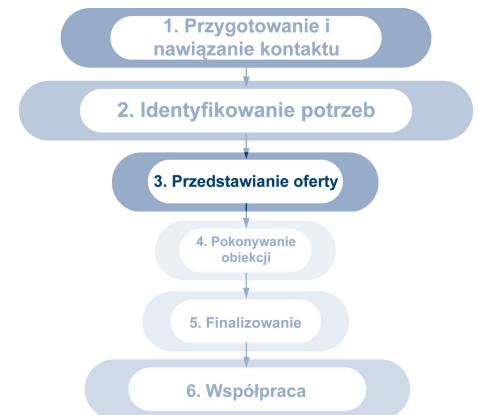 1. Przygotowanie i
nawiązanie kontaktu
2. Identyfikowanie potrzeb
3. Przedstawianie oferty
4. Pokonywanie
obiekcji
5. Finalizowanie
6. Współpraca